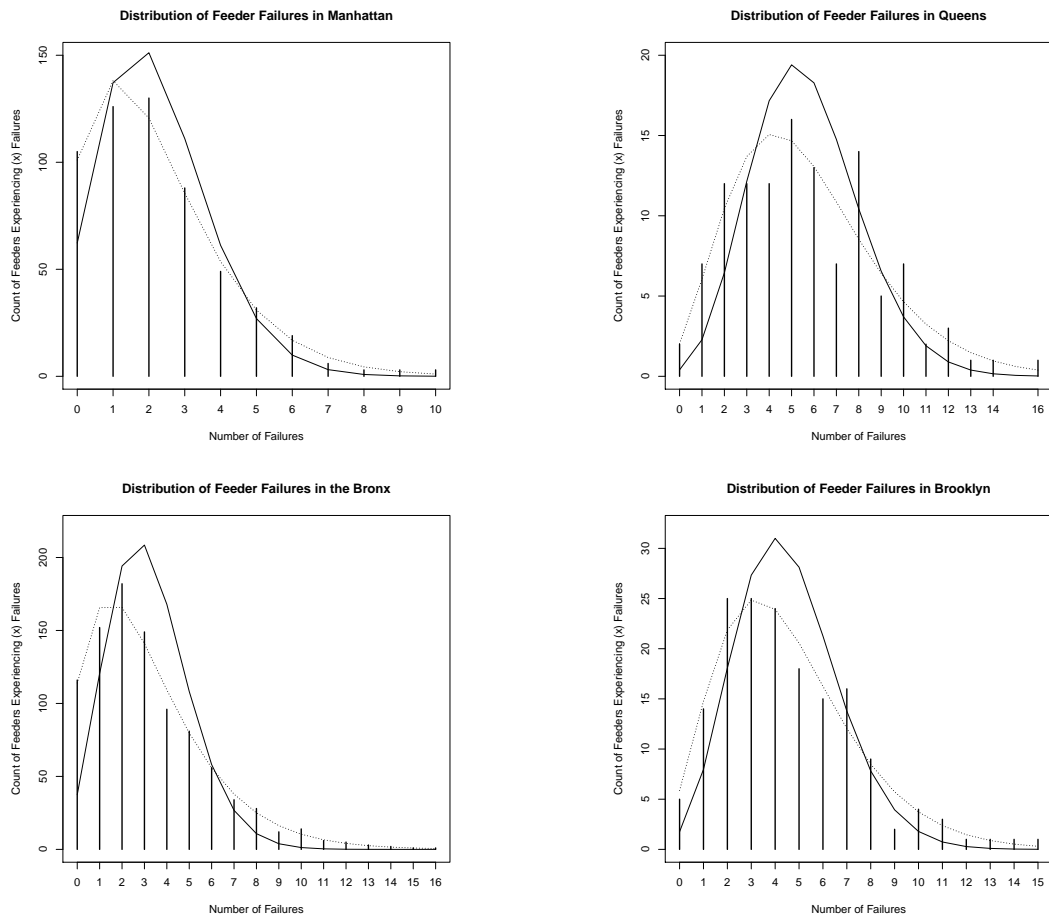 Distribution of Feeder Failures in Manhattan
Count of Feeders Experiencing (x) Failures
0 50 100 150
0 1 2 3 4 5 6 7 8 9 10
Number of Failures
Distribution of Feeder Failures in Queens
Count of Feeders Experiencing (x) Failures
0 5 10 15 20
0 1 2 3 4 5 6 7 8 9 10 11 12 13 14 16
Number of Failures
Distribution of Feeder Failures in the Bronx
Count of Feeders Experiencing (x) Failures
0 50 100 150 200
0 1 2 3 4 5 6 7 8 9 10 11 12 13 14 16
Number of Failures
Distribution of Feeder Failures in Brooklyn
Count of Feeders Experiencing (x) Failures
0 5 10 15 20 25 30
0 1 2 3 4 5 6 7 8 9 10 11 12 13 14 15
Number of Failures